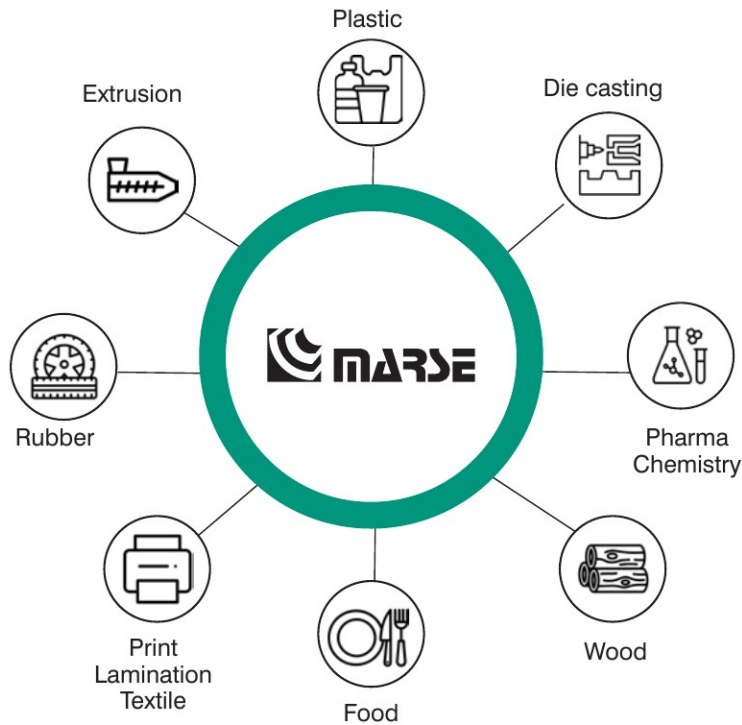 Plastic
Extrusion
Die casting
MARSE
Rubber
Pharma
Chemistry
Print
Lamination
Textile
Wood
Food